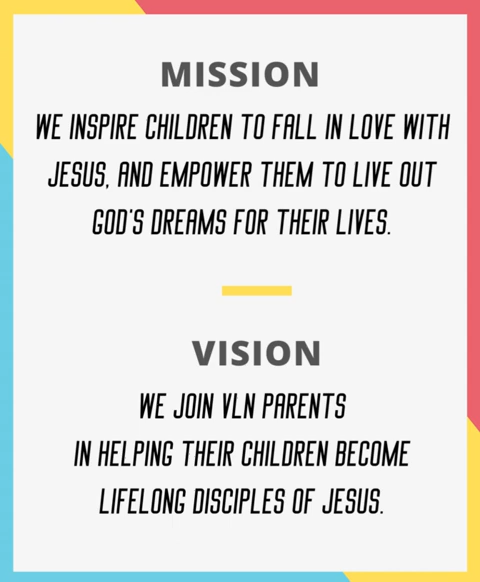 MISSION
WE INSPIRE CHILDREN TO FALL IN LOVE WITH
JESUS, AND EMPOWER THEM TO LIVE OUT
GOD'S DREAMS FOR THEIR LIVES.
VISION
WE JOIN VLN PARENTS
IN HELPING THEIR CHILDREN BECOME
LIFELONG DISCIPLES OF JESUS.